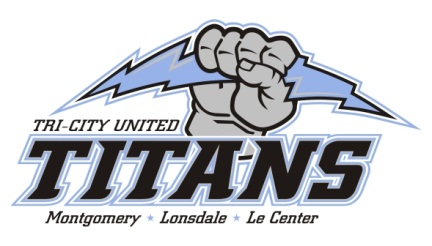 TRI-CITY UNITED
TITANS
Montgomery ★ Lonsdale ★ Le Center